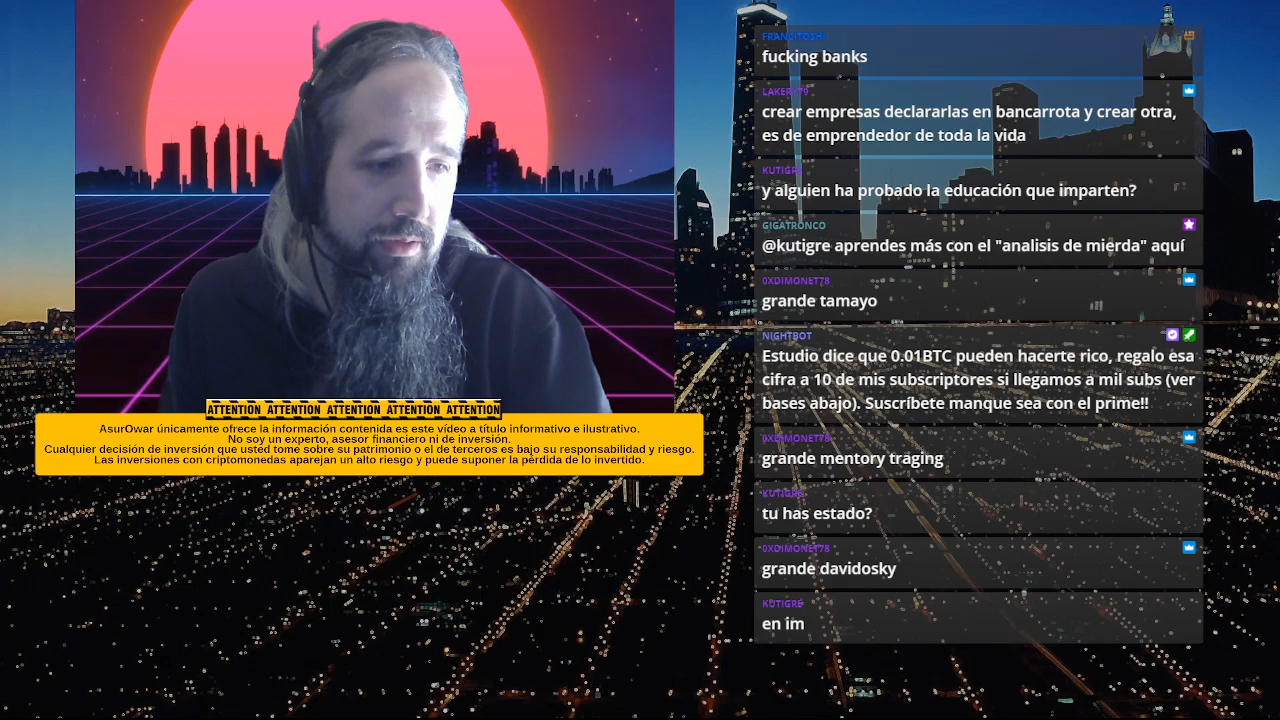 FRANCITOSHI
fucking banks
LAKERY79
crear empresas declararlas en bancarrota y crear otra,
es de emprendedor de toda la vida
KUTIGRE
y alguien ha probado la educación que imparten?
GIGATRONCO
@kutigre aprendes más con el "analisis de mierda" aquí
0XDIMONET78
grande tamayo
NIGHTBOT
Estudio dice que 0.01BTC pueden hacerte rico, regalo esa
cifra a 10 de mis subscriptores si llegamos a mil subs (ver
bases abajo). Suscríbete manque sea con el prime!!
0XDIMONET78
grande mentory traging
KUTIGRE
tu has estado?
0XDIMONET78
grande davidosky
KUTIGRE
en im
ATTENTION ATTENTION ATTENTION ATTENTION ATTENTION
AsurOwar únicamente ofrece la información contenida es este vídeo a título informativo e ilustrativo.
No soy un experto, asesor financiero ni de inversión.
Cualquier decisión de inversión que usted tome sobre su patrimonio o el de terceros es bajo su responsabilidad y riesgo.
Las inversiones con criptomonedas aparejan un alto riesgo y puede suponer la pérdida de lo invertido.